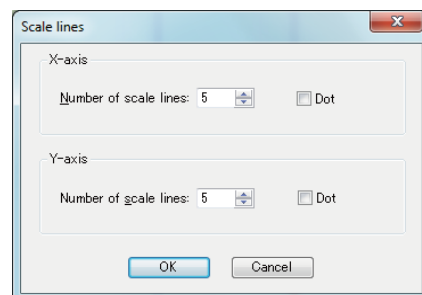 Scale lines
X-axis
Number of scale lines: 5 Dot
Y-axis
Number of scale lines: 5 Dot
OK Cancel